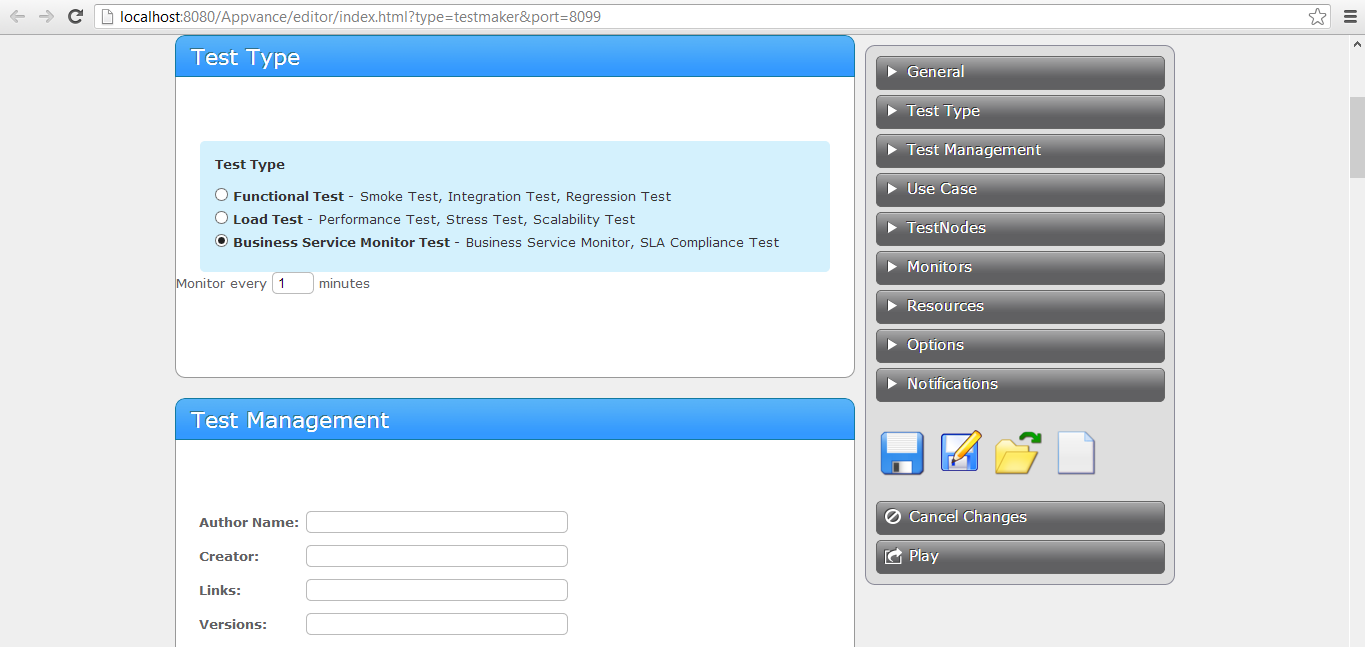 localhost:8080/Appvance/editor/index.html?type=testmaker&port=8099
Test Type
Test Type
Functional Test - Smoke Test, Integration Test, Regression Test
Load Test - Performance Test, Stress Test, Scalability Test
Business Service Monitor Test - Business Service Monitor, SLA Compliance Test
Monitor every 1 minutes
Test Management
Author Name:
Creator:
Links:
Versions:
General
Test Type
Test Management
Use Case
TestNodes
Monitors
Resources
Options
Notifications
Cancel Changes
Play